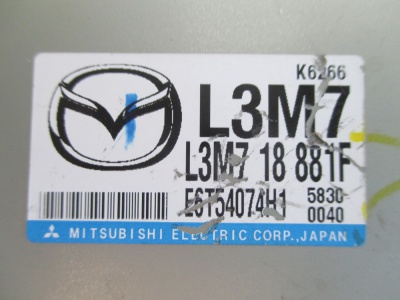 K6266
L3M7
L3M7 18 881F
E6T54074H1 5830
0040
MITSUBISHI ELECTRIC CORP.,JAPAN